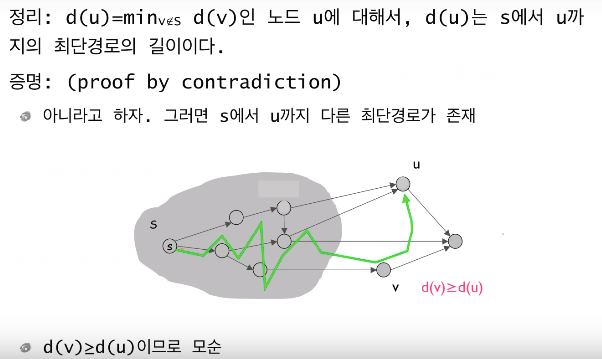 정리: d(u)=minv∉S d(v)인 노드 u에 대해서, d(u)는 s에서 u까
지의 최단경로의 길이이다.
증명: (proof by contradiction)
아니라고 하자. 그러면 s에서 u까지 다른 최단경로가 존재
u
S
s
v
d(v)≥d(u)
d(v)≥d(u)이므로 모순